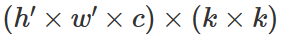 (h′ × w′ × c) × (k × k)